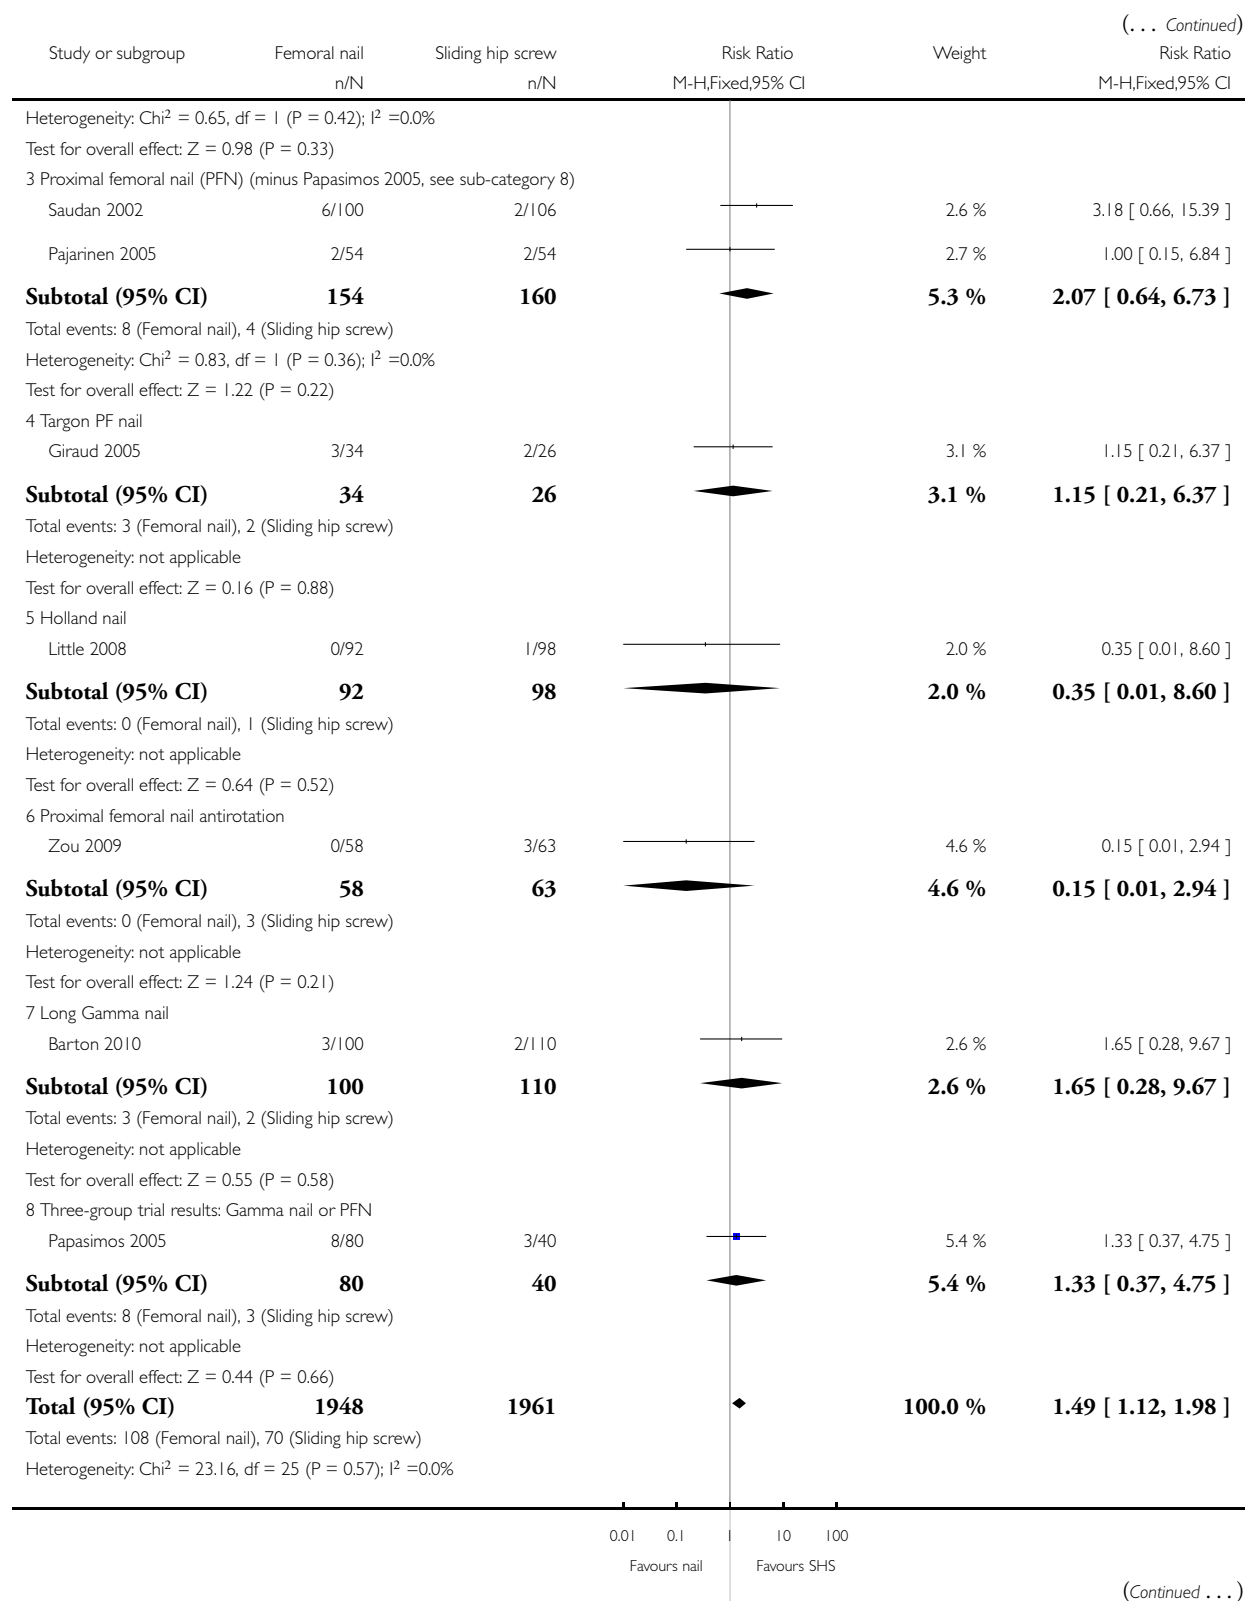 (... Continued)
Study or subgroup Femoral nail Sliding hip screw Risk Ratio Weight Risk Ratio
n/N n/N M-H,Fixed,95% CI M-H,Fixed,95% CI
Heterogeneity: Chi² = 0.65, df = 1 (P = 0.42); I² =0.0%
Test for overall effect: Z = 0.98 (P = 0.33)
3 Proximal femoral nail (PFN) (minus Papasimos 2005, see sub-category 8)
Saudan 2002 6/100 2/106 2.6 % 3.18 [ 0.66, 15.39 ]
Pajarinen 2005 2/54 2/54 2.7 % 1.00 [ 0.15, 6.84 ]
Subtotal (95% CI) 154 160 5.3 % 2.07 [ 0.64, 6.73 ]
Total events: 8 (Femoral nail), 4 (Sliding hip screw)
Heterogeneity: Chi² = 0.83, df = 1 (P = 0.36); I² =0.0%
Test for overall effect: Z = 1.22 (P = 0.22)
4 Targon PF nail
Giraud 2005 3/34 2/26 3.1 % 1.15 [ 0.21, 6.37 ]
Subtotal (95% CI) 34 26 3.1 % 1.15 [ 0.21, 6.37 ]
Total events: 3 (Femoral nail), 2 (Sliding hip screw)
Heterogeneity: not applicable
Test for overall effect: Z = 0.16 (P = 0.88)
5 Holland nail
Little 2008 0/92 1/98 2.0 % 0.35 [ 0.01, 8.60 ]
Subtotal (95% CI) 92 98 2.0 % 0.35 [ 0.01, 8.60 ]
Total events: 0 (Femoral nail), 1 (Sliding hip screw)
Heterogeneity: not applicable
Test for overall effect: Z = 0.64 (P = 0.52)
6 Proximal femoral nail antirotation
Zou 2009 0/58 3/63 4.6 % 0.15 [ 0.01, 2.94 ]
Subtotal (95% CI) 58 63 4.6 % 0.15 [ 0.01, 2.94 ]
Total events: 0 (Femoral nail), 3 (Sliding hip screw)
Heterogeneity: not applicable
Test for overall effect: Z = 1.24 (P = 0.21)
7 Long Gamma nail
Barton 2010 3/100 2/110 2.6 % 1.65 [ 0.28, 9.67 ]
Subtotal (95% CI) 100 110 2.6 % 1.65 [ 0.28, 9.67 ]
Total events: 3 (Femoral nail), 2 (Sliding hip screw)
Heterogeneity: not applicable
Test for overall effect: Z = 0.55 (P = 0.58)
8 Three-group trial results: Gamma nail or PFN
Papasimos 2005 8/80 3/40 5.4 % 1.33 [ 0.37, 4.75 ]
Subtotal (95% CI) 80 40 5.4 % 1.33 [ 0.37, 4.75 ]
Total events: 8 (Femoral nail), 3 (Sliding hip screw)
Heterogeneity: not applicable
Test for overall effect: Z = 0.44 (P = 0.66)
Total (95% CI) 1948 1961 100.0 % 1.49 [ 1.12, 1.98 ]
Total events: 108 (Femoral nail), 70 (Sliding hip screw)
Heterogeneity: Chi² = 23.16, df = 25 (P = 0.57); I² =0.0%
0.01 0.1 1 10 100
Favours nail Favours SHS
(Continued ...)